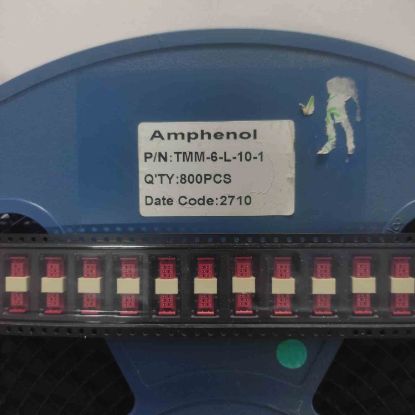 Amphenol
P/N:TMM-6-L-10-1
Q'TY:800PCS
Date Code:2710